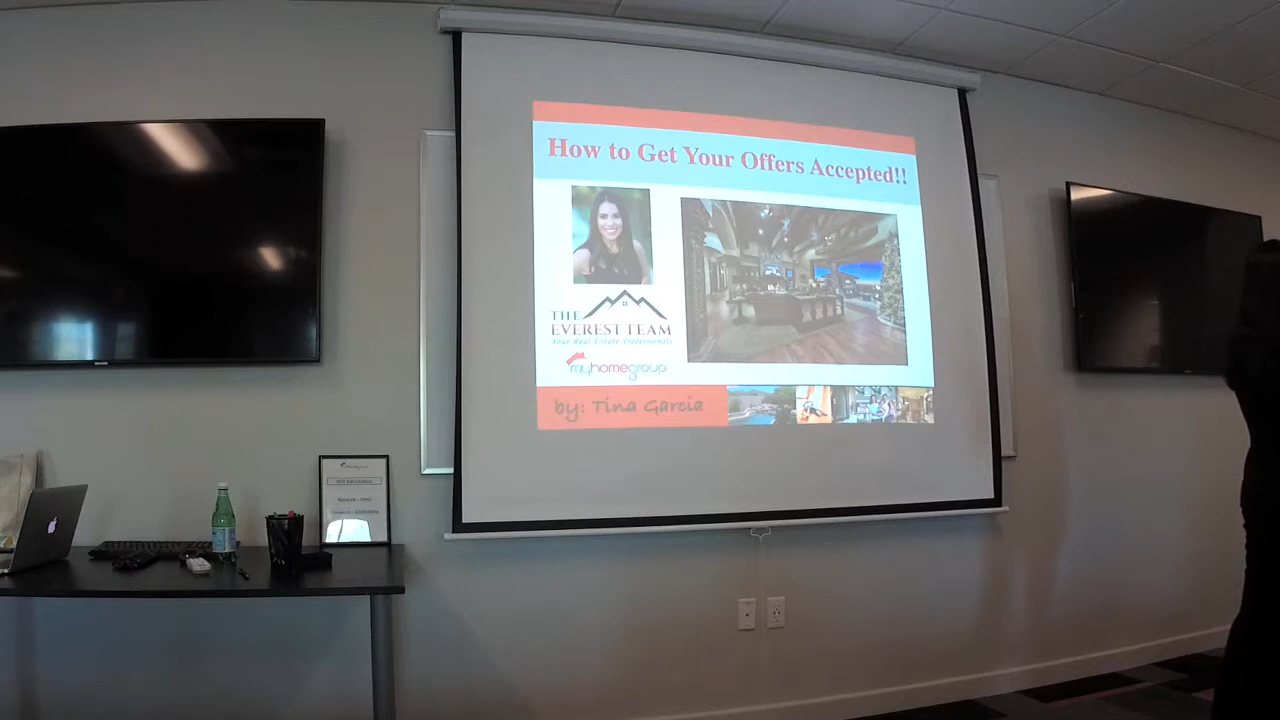 How to Get Your Offers Accepted!!
THE
EVEREST TEAM
Your Real Estate Professionals
myhomegroup
by: Tina Garcia